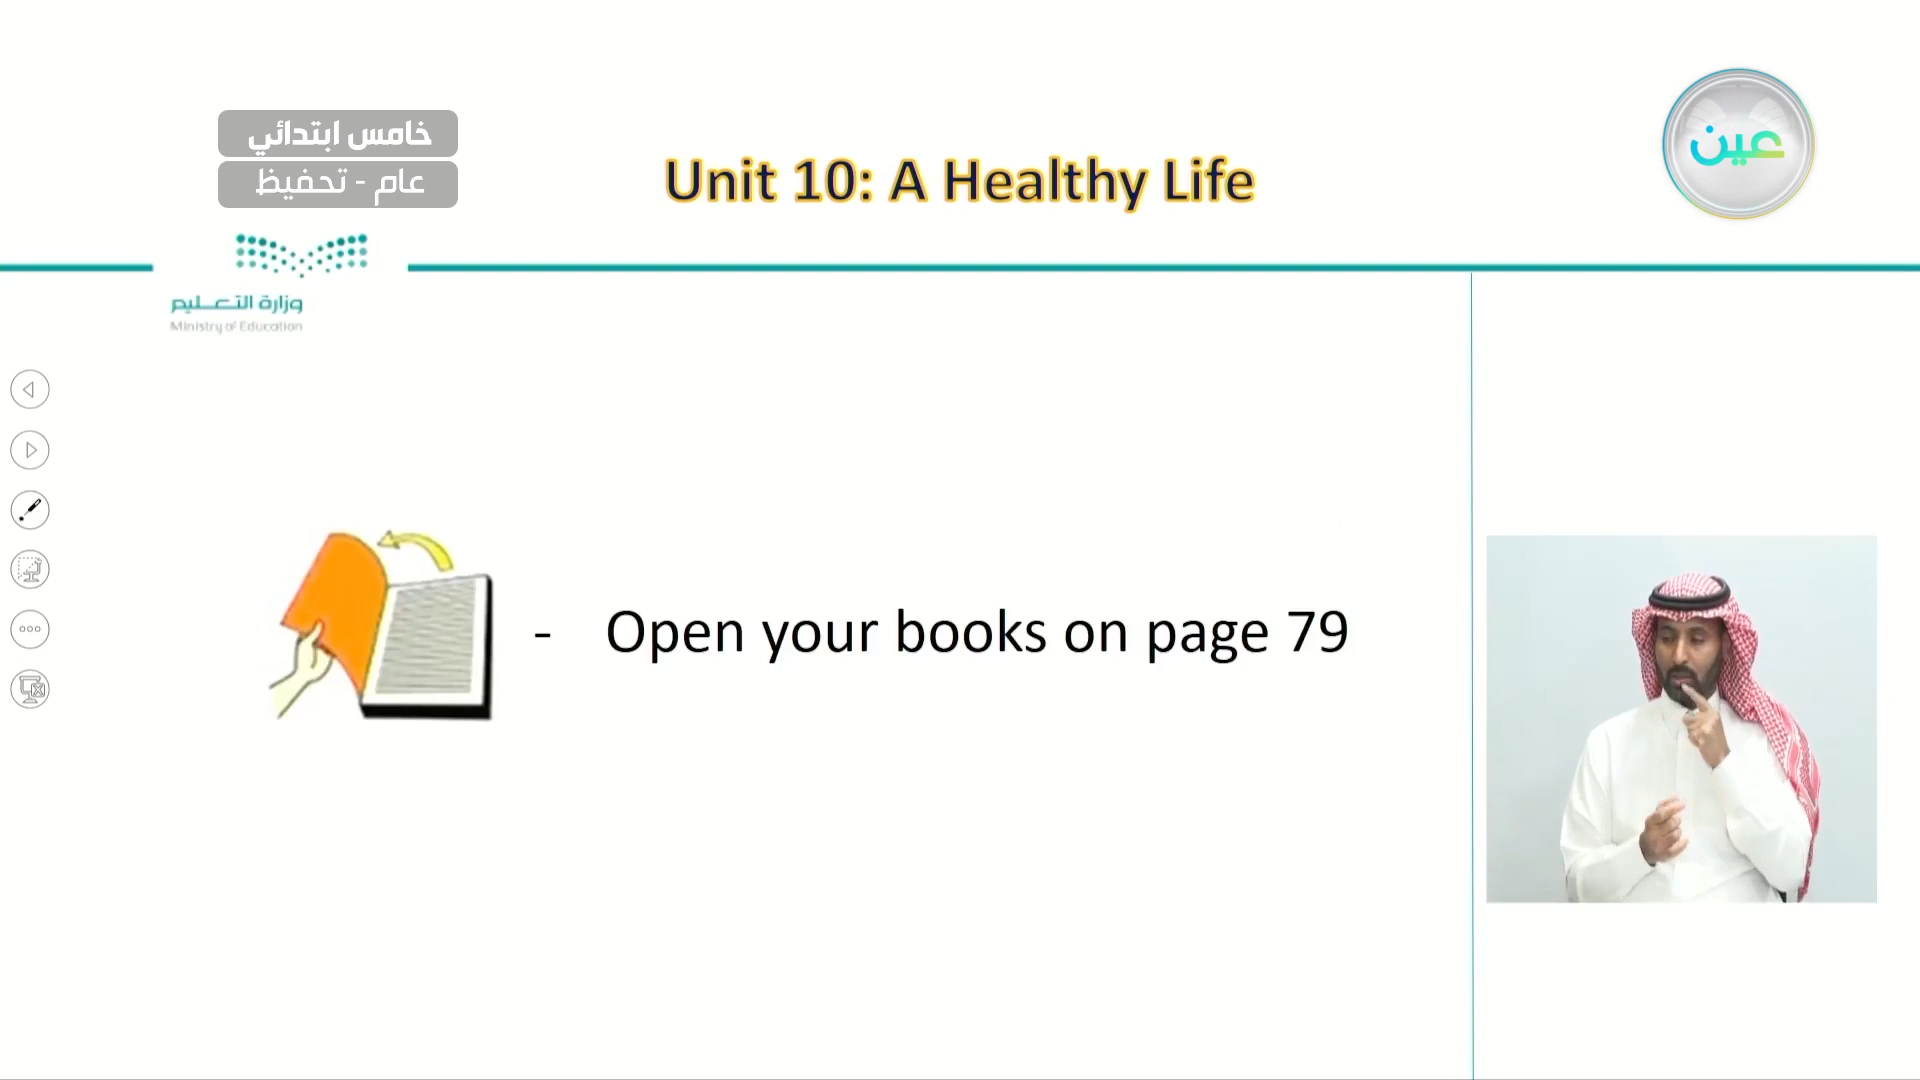 خامس ابتدائي
عام - تحفيظ
Unit 10: A Healthy Life
عين
وزارة التعليم
Ministry of Education
- Open your books on page 79